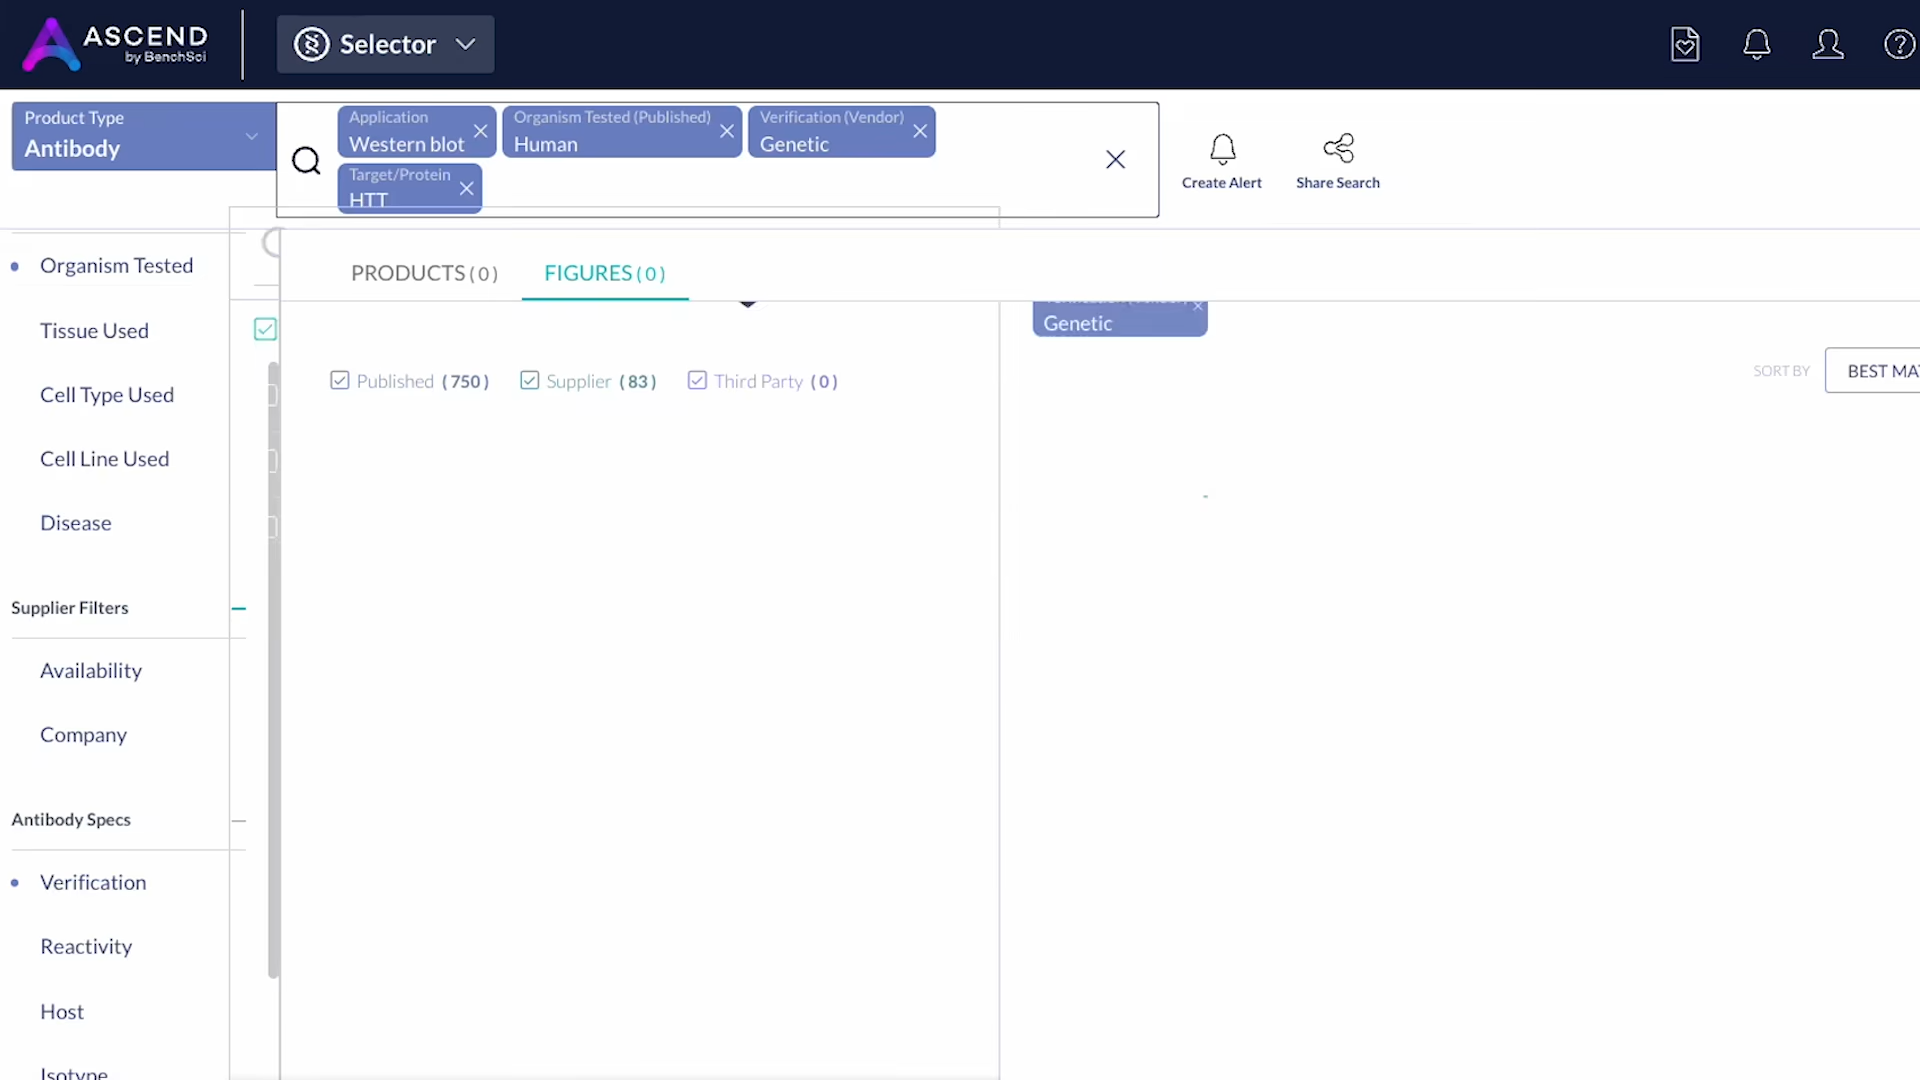 ASCEND
by BenchSci
Selector
Product Type
Antibody
Application
Western blot
Organism Tested (Published)
Human
Verification (Vendor)
Genetic
Target/Protein
HTT
Create Alert
Share Search
Organism Tested
Tissue Used
Cell Type Used
Cell Line Used
Disease
Supplier Filters
Availability
Company
Antibody Specs
Verification
Reactivity
Host
Isotype
PRODUCTS (0)
FIGURES (0)
Genetic
Published (750)
Supplier (83)
Third Party (0)
SORT BY
BEST MA